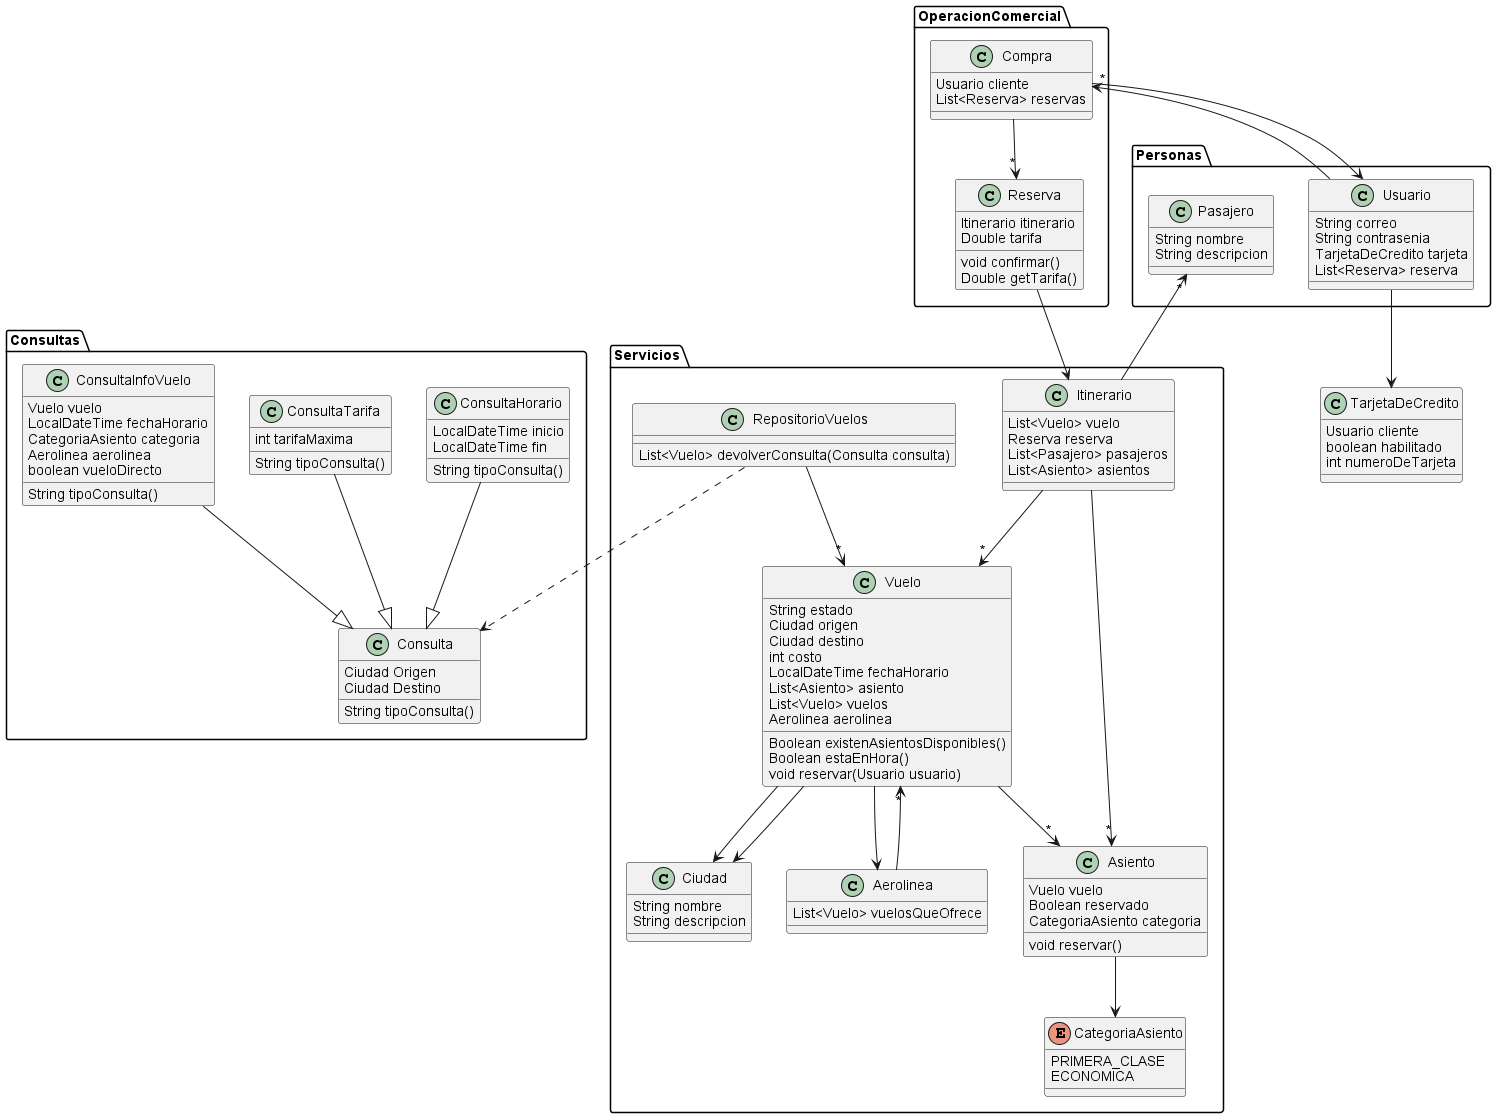 OperacionComercial
C Compra
Usuario cliente
List<Reserva> reservas
*
*
C Reserva
Itinerario itinerario
Double tarifa
void confirmar()
Double getTarifa()
Personas
C Pasajero
String nombre
String descripcion
*
C Usuario
String correo
String contrasenia
TarjetaDeCredito tarjeta
List<Reserva> reserva
C TarjetaDeCredito
Usuario cliente
boolean habilitado
int numeroDeTarjeta
Consultas
C ConsultaInfoVuelo
Vuelo vuelo
LocalDateTime fechaHorario
CategoriaAsiento categoria
Aerolinea aerolinea
boolean vueloDirecto
String tipoConsulta()
C ConsultaTarifa
int tarifaMaxima
String tipoConsulta()
C ConsultaHorario
LocalDateTime inicio
LocalDateTime fin
String tipoConsulta()
C Consulta
Ciudad Origen
Ciudad Destino
String tipoConsulta()
Servicios
C RepositorioVuelos
List<Vuelo> devolverConsulta(Consulta consulta)
C Itinerario
List<Vuelo> vuelo
Reserva reserva
List<Pasajero> pasajeros
List<Asiento> asientos
*
*
C Vuelo
String estado
Ciudad origen
Ciudad destino
int costo
LocalDateTime fechaHorario
List<Asiento> asiento
List<Vuelo> vuelos
Aerolinea aerolinea
Boolean existenAsientosDisponibles()
Boolean estaEnHora()
void reservar(Usuario usuario)
*
*
*
C Ciudad
String nombre
String descripcion
C Aerolinea
List<Vuelo> vuelosQueOfrece
C Asiento
Vuelo vuelo
Boolean reservado
CategoriaAsiento categoria
void reservar()
E CategoriaAsiento
PRIMERA_CLASE
ECONOMICA